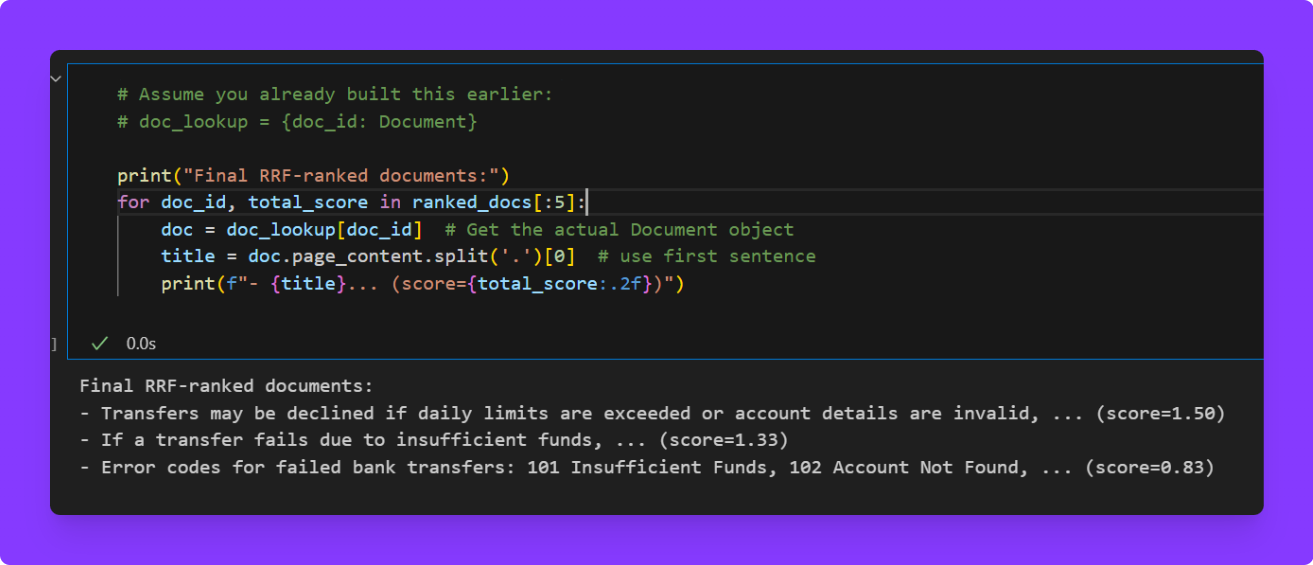 # Assume you already built this earlier:
# doc_lookup = {doc_id: Document}
print("Final RRF-ranked documents:")
for doc_id, total_score in ranked_docs[:5]:
    doc = doc_lookup[doc_id]  # Get the actual Document object
    title = doc.page_content.split('.')[0]  # use first sentence
    print(f"- {title}... (score={total_score:.2f})")
] 0.0s
Final RRF-ranked documents:
- Transfers may be declined if daily limits are exceeded or account details are invalid, ... (score=1.50)
- If a transfer fails due to insufficient funds, ... (score=1.33)
- Error codes for failed bank transfers: 101 Insufficient Funds, 102 Account Not Found, ... (score=0.83)